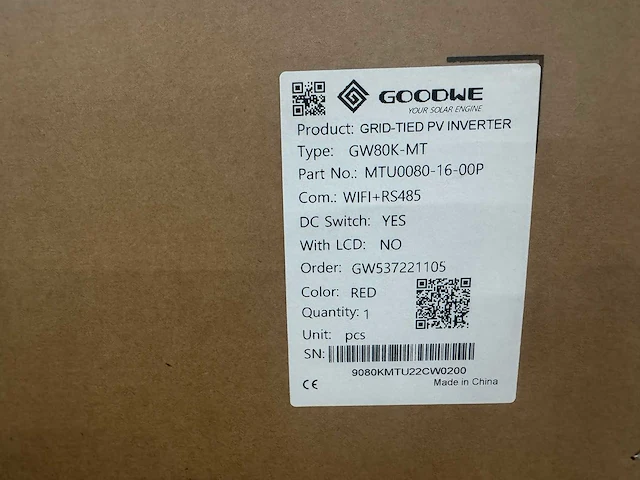 GOODWE
YOUR SOLAR ENGINE
Product: GRID-TIED PV INVERTER
Type: GW80K-MT
Part No.: MTU0080-16-00P
Com.: WIFI+RS485
DC Switch: YES
With LCD: NO
Order: GW537221105
Color: RED
Quantity: 1
Unit: pcs
SN:
9080KMTU22CW0200
CE Made in China